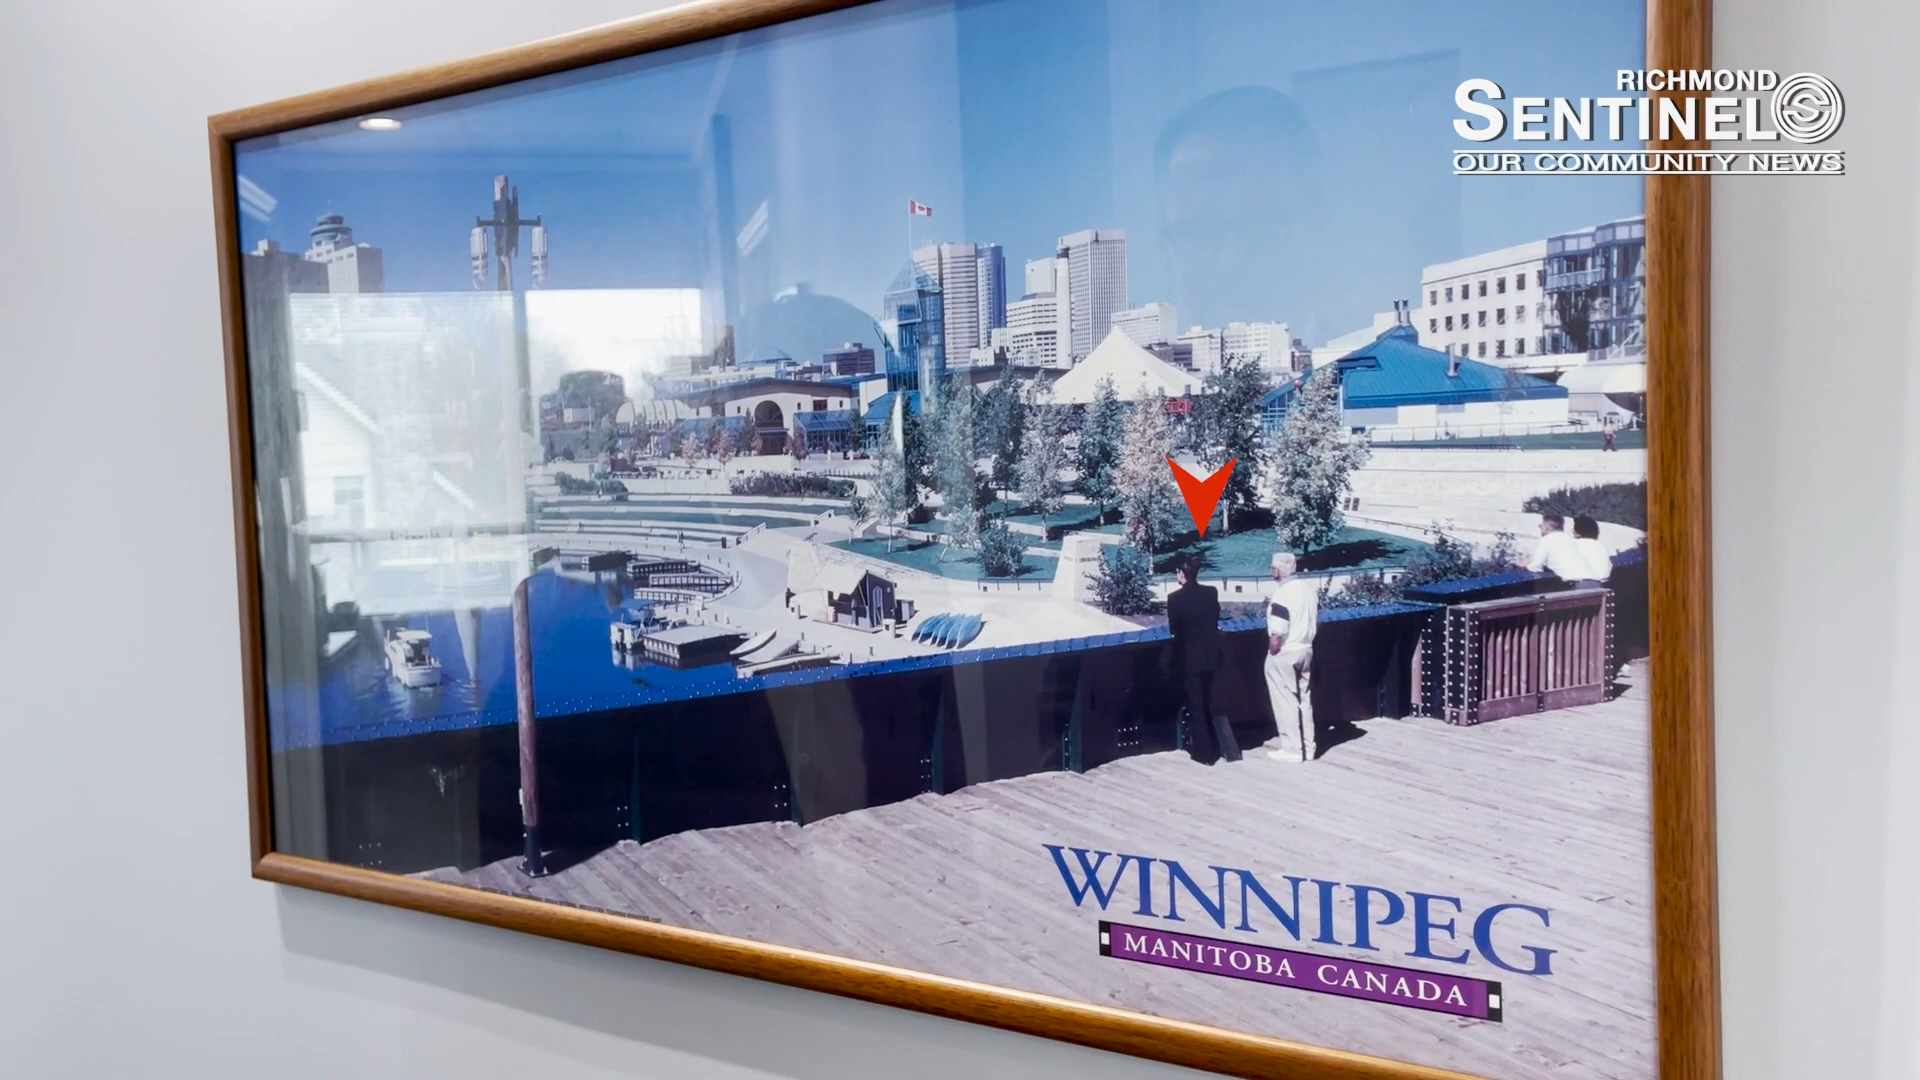 RICHMOND
SENTINEL
OUR COMMUNITY NEWS
WINNIPEG
MANITOBA CANADA